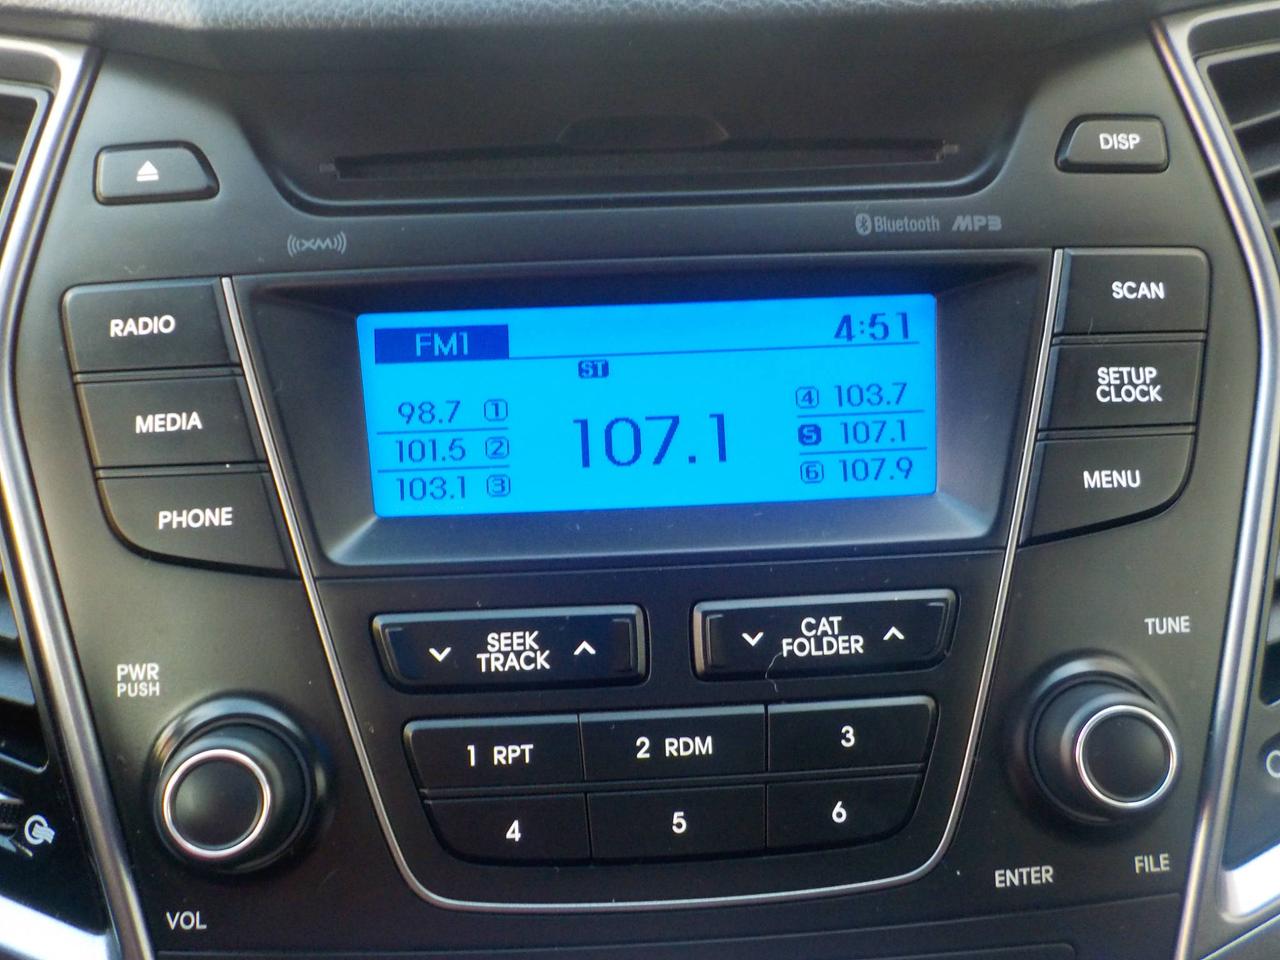 DISP
((XM))
Bluetooth MP3
RADIO
MEDIA
PHONE
FM1
4:51
ST
98.7 1
101.5 2
103.1 3
107.1
4 103.7
5 107.1
6 107.9
SCAN
SETUP
CLOCK
MENU
SEEK
TRACK
CAT
FOLDER
PWR
PUSH
VOL
1 RPT
2 RDM
3
4
5
6
TUNE
ENTER
FILE